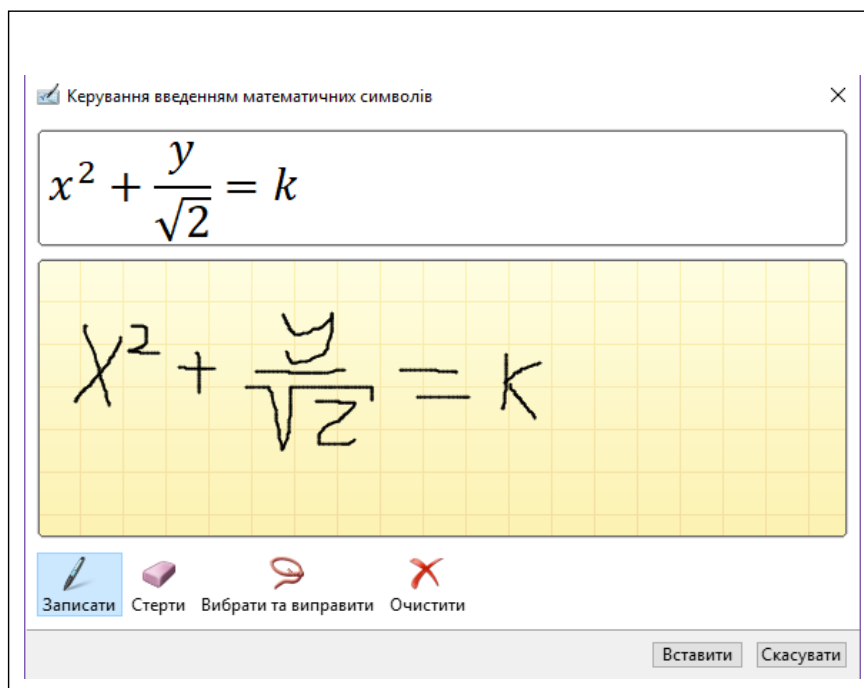 Керування введенням математичних символів
x² + y/√2 = k
x² + y/√2 = k
Записати Стерти Вибрати та виправити Очистити
Вставити Скасувати